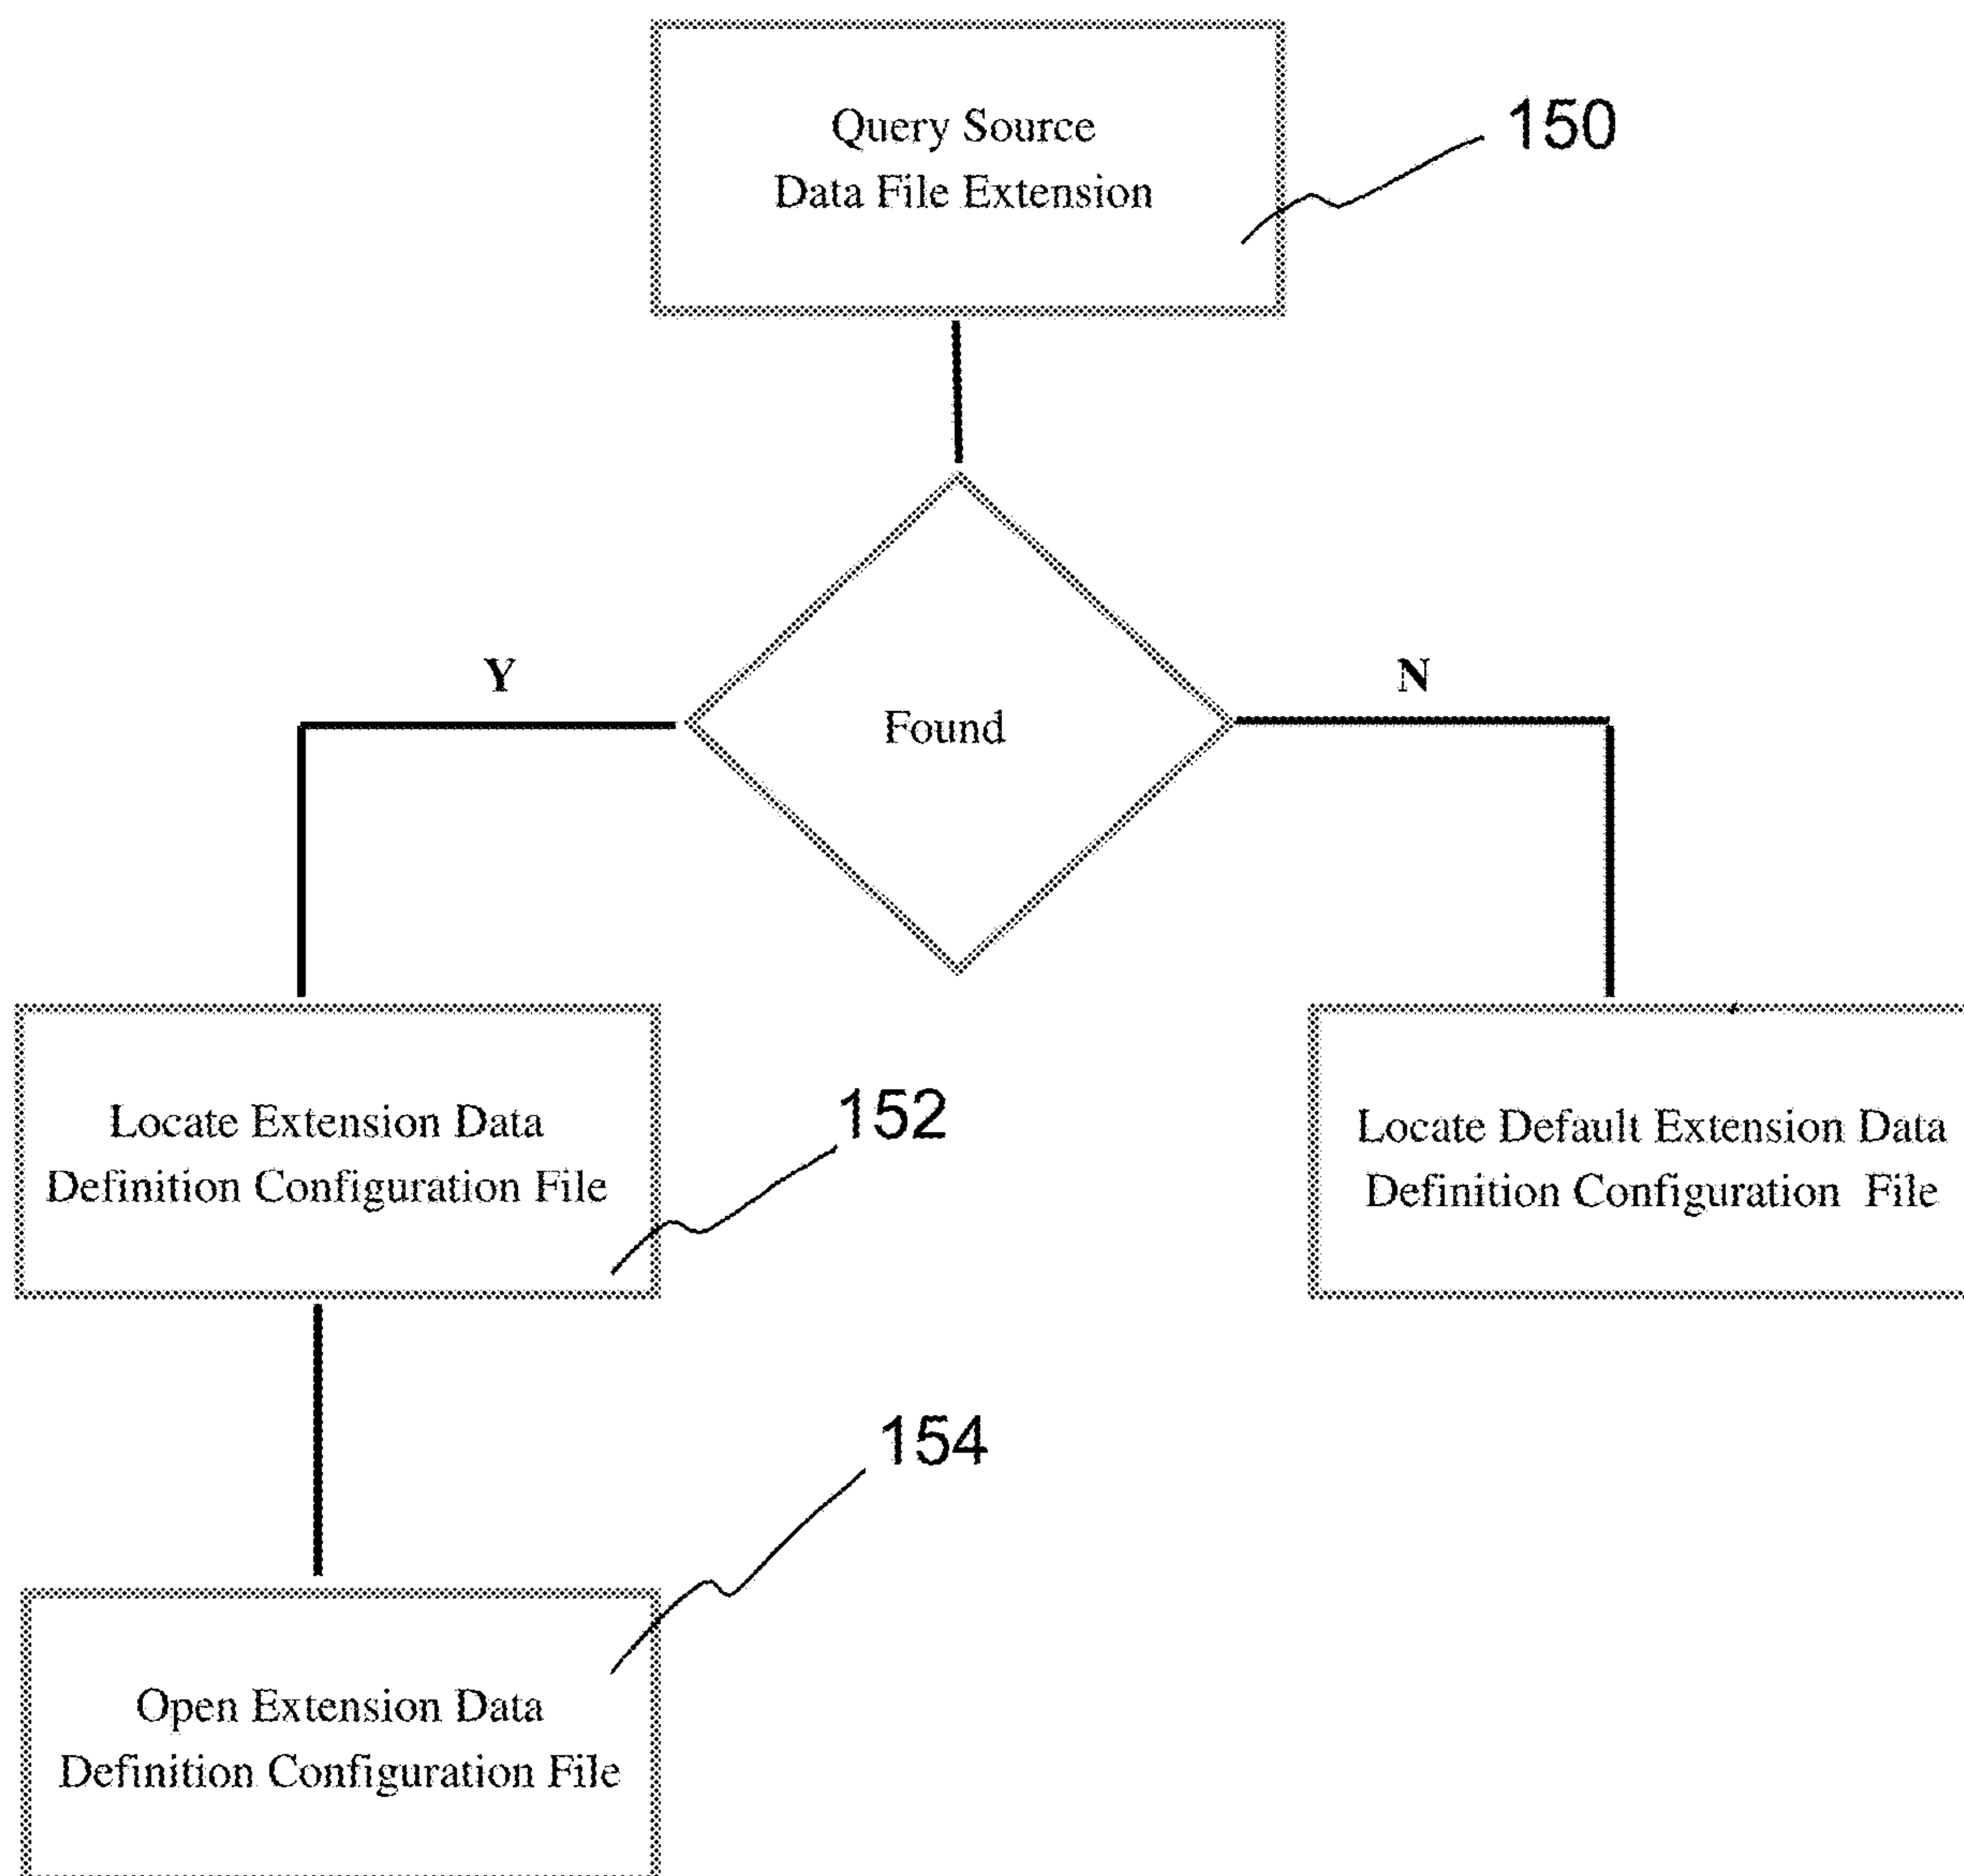 Query Source
Data File Extension
150
Y
N
Found
Locate Extension Data
Definition Configuration File
152
Locate Default Extension Data
Definition Configuration File
154
Open Extension Data
Definition Configuration File